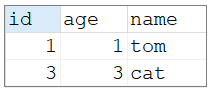 id age name
1 1 tom
3 3 cat